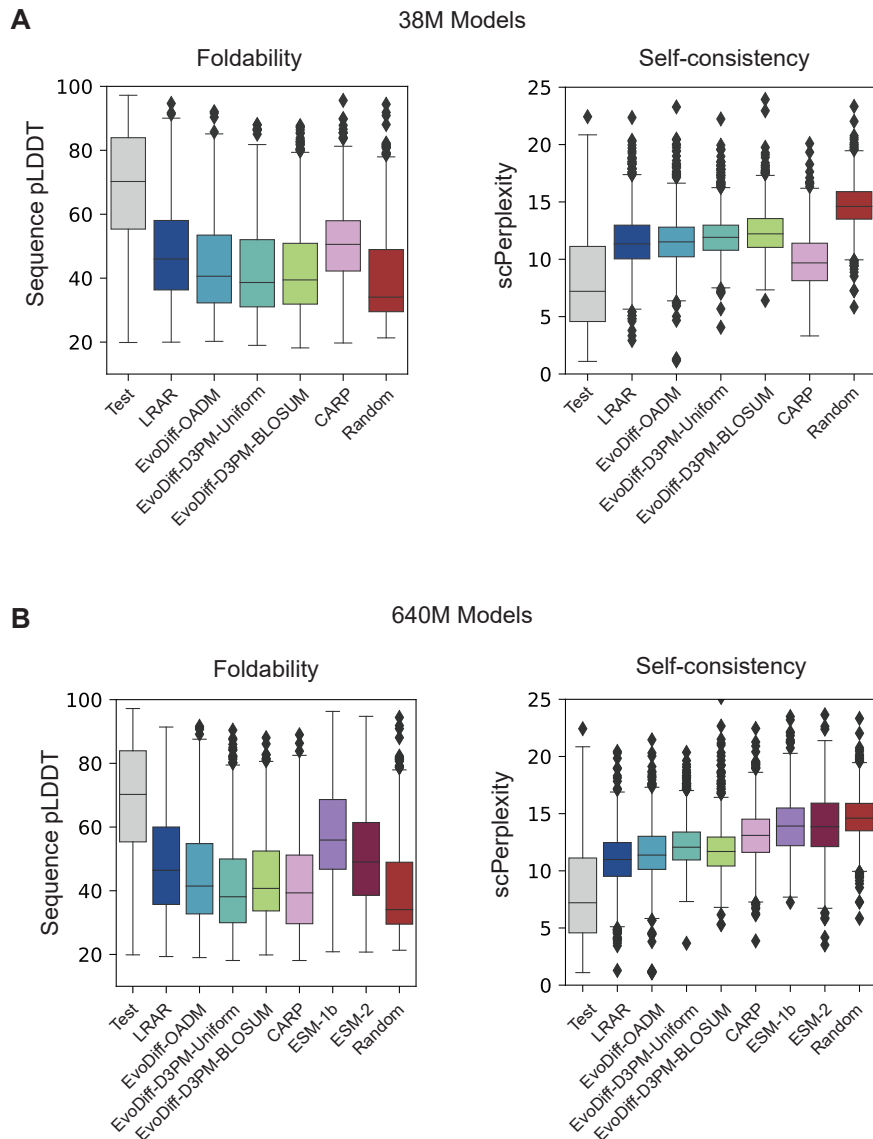 A
38M Models
Foldability
Self-consistency
Sequence pLDDT
100
80
60
40
20
Test
LRAR
EvoDiff-OADM
EvoDiff-D3PM-Uniform
EvoDiff-D3PM-BLOSUM
CARP
Random
scPerplexity
25
20
15
10
5
0
Test
LRAR
EvoDiff-OADM
EvoDiff-D3PM-Uniform
EvoDiff-D3PM-BLOSUM
CARP
Random
B
640M Models
Foldability
Self-consistency
Sequence pLDDT
100
80
60
40
20
Test
LRAR
EvoDiff-OADM
EvoDiff-D3PM-Uniform
EvoDiff-D3PM-BLOSUM
CARP
ESM-1b
ESM-2
Random
scPerplexity
25
20
15
10
5
0
Test
LRAR
EvoDiff-OADM
EvoDiff-D3PM-Uniform
EvoDiff-D3PM-BLOSUM
CARP
ESM-1b
ESM-2
Random